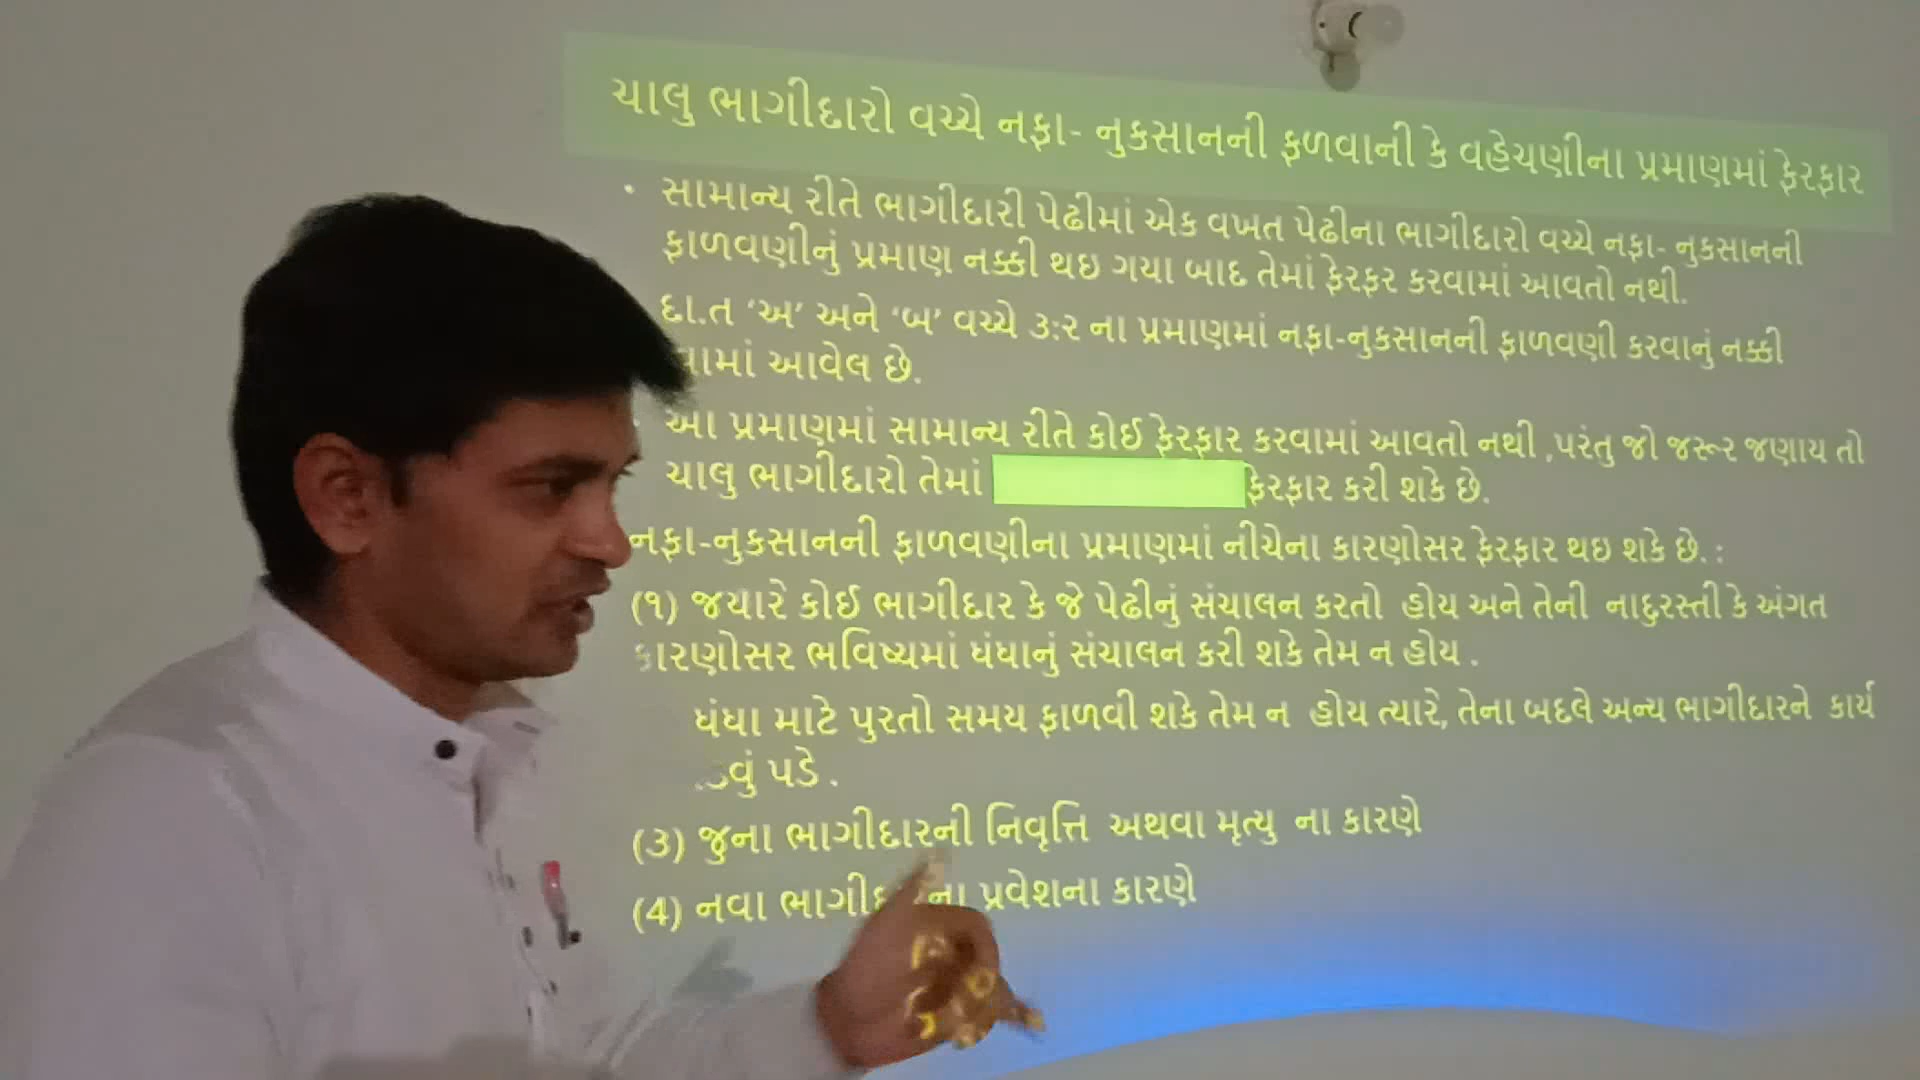 ચાલુ ભાગીદારો વચ્ચે નફા- નુકસાનની ફળવાની કે વહેચણીના પ્રમાણમાં ફેરફાર
• સામાન્ય રીતે ભાગીદારી પેઢીમાં એક વખત પેઢીના ભાગીદારો વચ્ચે નફા- નુકસાનની
ફાળવણીનું પ્રમાણ નક્કી થઇ ગયા બાદ તેમાં ફેરફર કરવામાં આવતો નથી.
દા.ત ‘અ’ અને ‘બ’ વચ્ચે ૩:૨ ના પ્રમાણમાં નફા-નુકસાનની ફાળવણી કરવાનું નક્કી
આવેલ છે.
આ પ્રમાણમાં સામાન્ય રીતે કોઈ ફેરફાર કરવામાં આવતો નથી ,પરંતુ જો જરૂર જણાય તો
ચાલુ ભાગીદારો તેમાં ફેરફાર કરી શકે છે.
નફા-નુકસાનની ફાળવણીના પ્રમાણમાં નીચેના કારણોસર ફેરફાર થઇ શકે છે. :
(૧) જયારે કોઈ ભાગીદાર કે જે પેઢીનું સંચાલન કરતો હોય અને તેની નાદુરસ્તી કે અંગત
કારણોસર ભવિષ્યમાં ધંધાનું સંચાલન કરી શકે તેમ ન હોય .
ધંધા માટે પુરતો સમય ફાળવી શકે તેમ ન હોય ત્યારે, તેના બદલે અન્ય ભાગીદારને કાર્ય
પડે .
(૩) જુના ભાગીદારની નિવૃત્તિ અથવા મૃત્યુ ના કારણે
(4) નવા પ્રવેશના કારણે